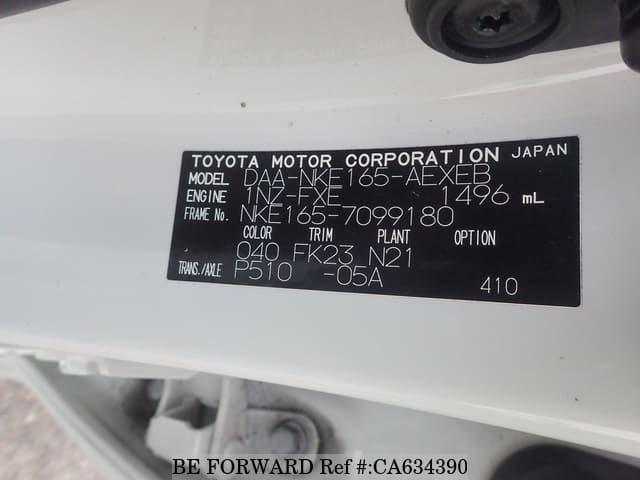 TOYOTA MOTOR CORPORATION JAPAN
MODEL DAA-NKE165-AEXEB
ENGINE 1NZ-FXE 1496 mL
FRAME No. NKE165-7099180
COLOR TRIM PLANT OPTION
040 FK23 N21
TRANS./AXLE P510 -05A
410
BE FORWARD Ref #:CA634390